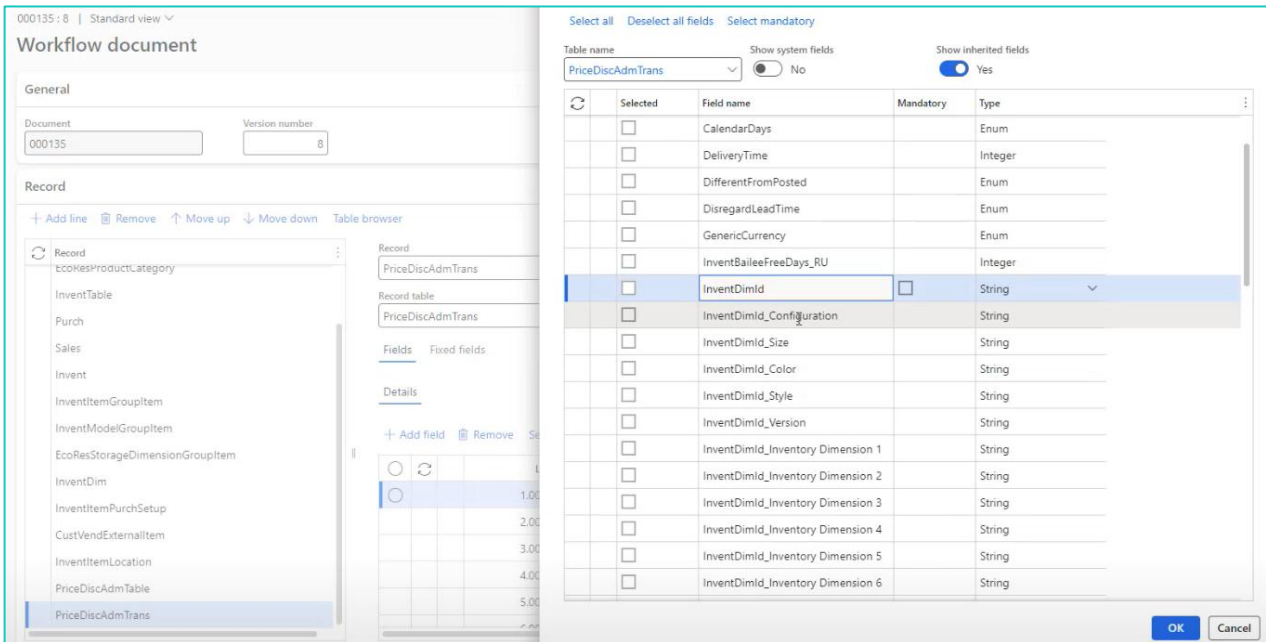 000135 : 8 | Standard view
Workflow document
General
Document
Version number
000135
8
Record
Add line Remove Move up Move down Table browser
Record
EcoResProductCategory
InventTable
Purch
Sales
Invent
InventItemGroupItem
InventModelGroupItem
EcoResStorageDimensionGroupItem
InventDim
InventItemPurchSetup
CustVendExternalItem
InventItemLocation
PriceDiscAdmTable
PriceDiscAdmTrans
Record
PriceDiscAdmTrans
Record table
PriceDiscAdmTrans
Fields Fixed fields
Details
Add field Remove Se
L
1.00
2.00
3.00
4.00
5.00
Select all Deselect all fields Select mandatory
Table name Show system fields Show inherited fields
PriceDiscAdmTrans No Yes
Selected Field name Mandatory Type
CalendarDays Enum
DeliveryTime Integer
DifferentFromPosted Enum
DisregardLeadTime Enum
GenericCurrency Enum
InventBaileeFreeDays_RU Integer
InventDimId String
InventDimId_Configuration String
InventDimId_Size String
InventDimId_Color String
InventDimId_Style String
InventDimId_Version String
InventDimId_Inventory Dimension 1 String
InventDimId_Inventory Dimension 2 String
InventDimId_Inventory Dimension 3 String
InventDimId_Inventory Dimension 4 String
InventDimId_Inventory Dimension 5 String
InventDimId_Inventory Dimension 6 String
OK Cancel